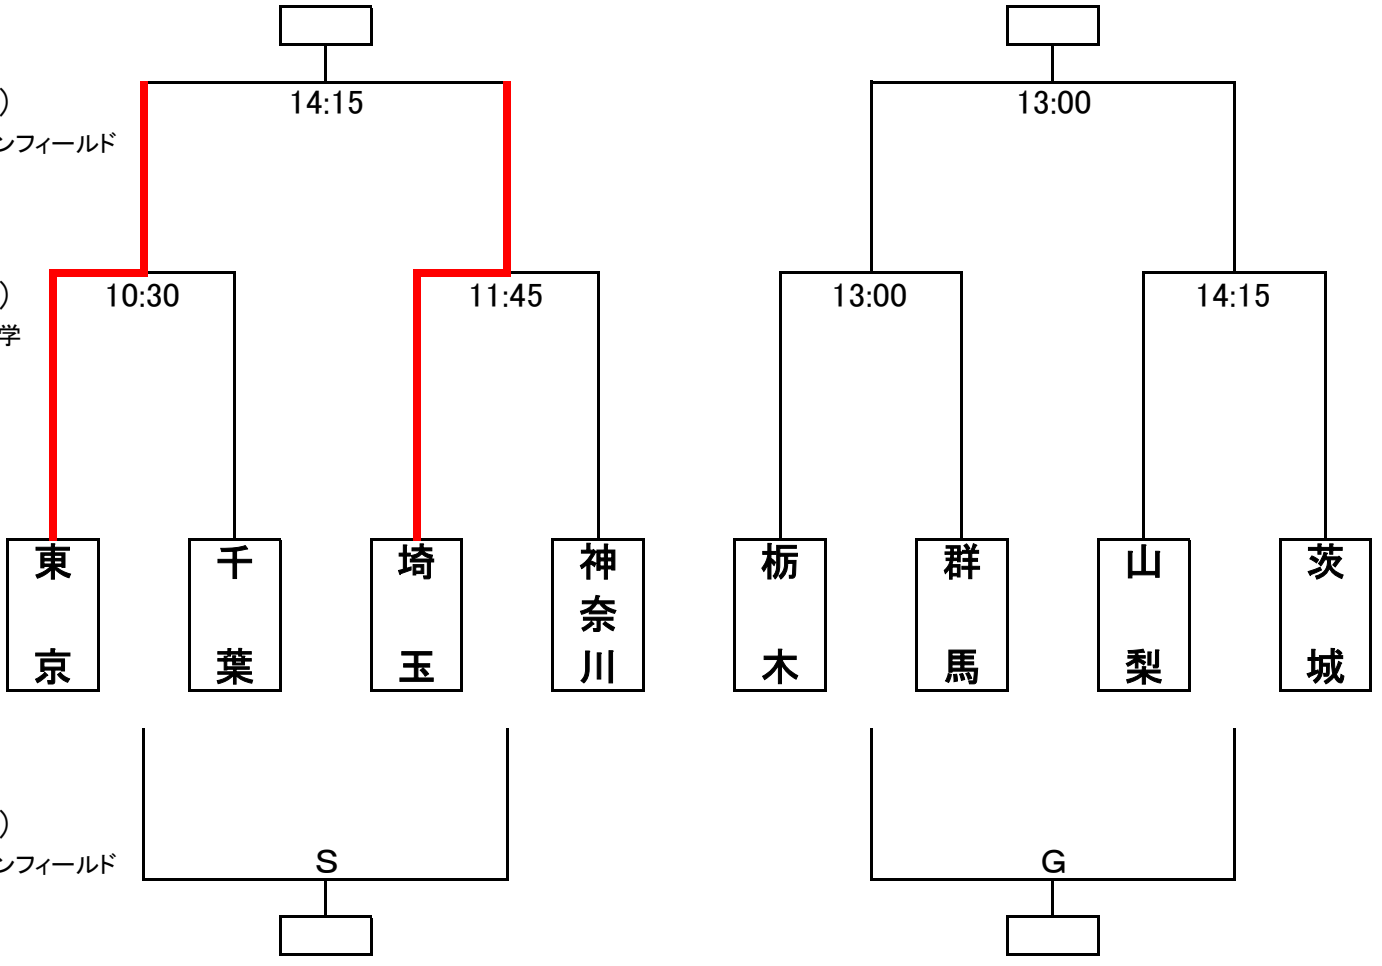 14:15
13:00
)
ンフィールド
)
10:30
11:45
13:00
14:15
学
東京
千葉
埼玉
神奈川
栃木
群馬
山梨
茨城
)
ンフィールド
S
G